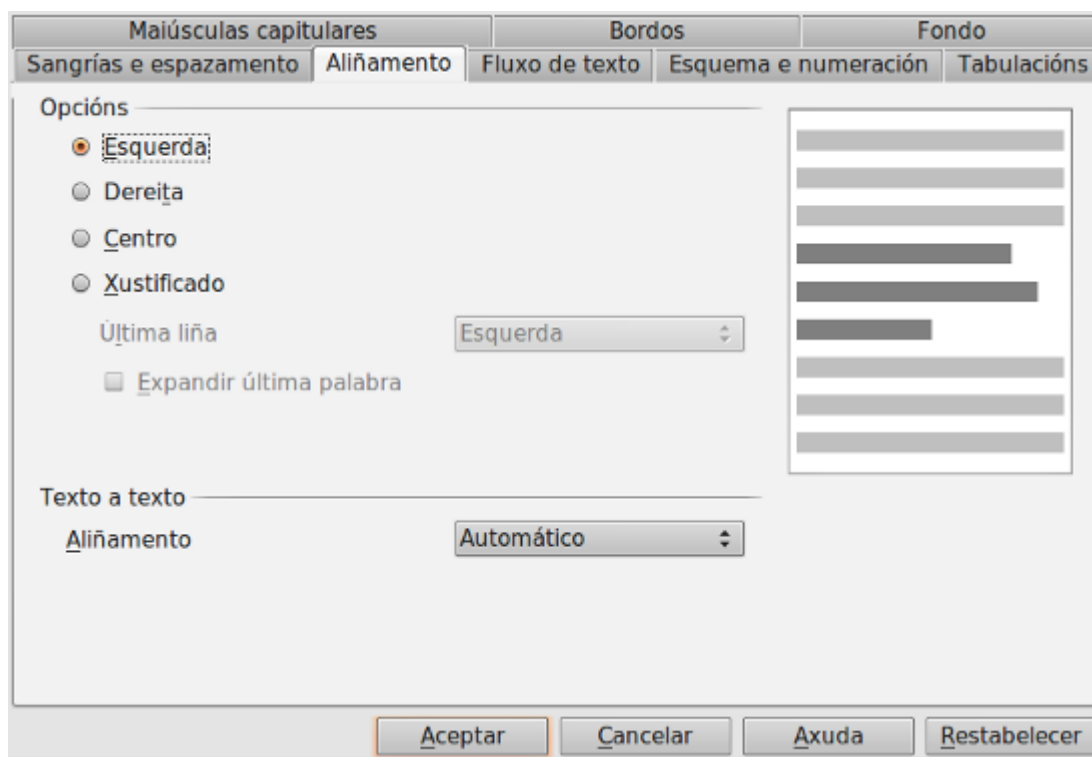 Maiúsculas capitulares Bordos Fondo
Sangrías e espazamento Aliñamento Fluxo de texto Esquema e numeración Tabulacións
Opcións
Esquerda
Dereita
Centro
Xustificado
Última liña Esquerda
Expandir última palabra
Texto a texto
Aliñamento Automático
Aceptar Cancelar Axuda Restabelecer